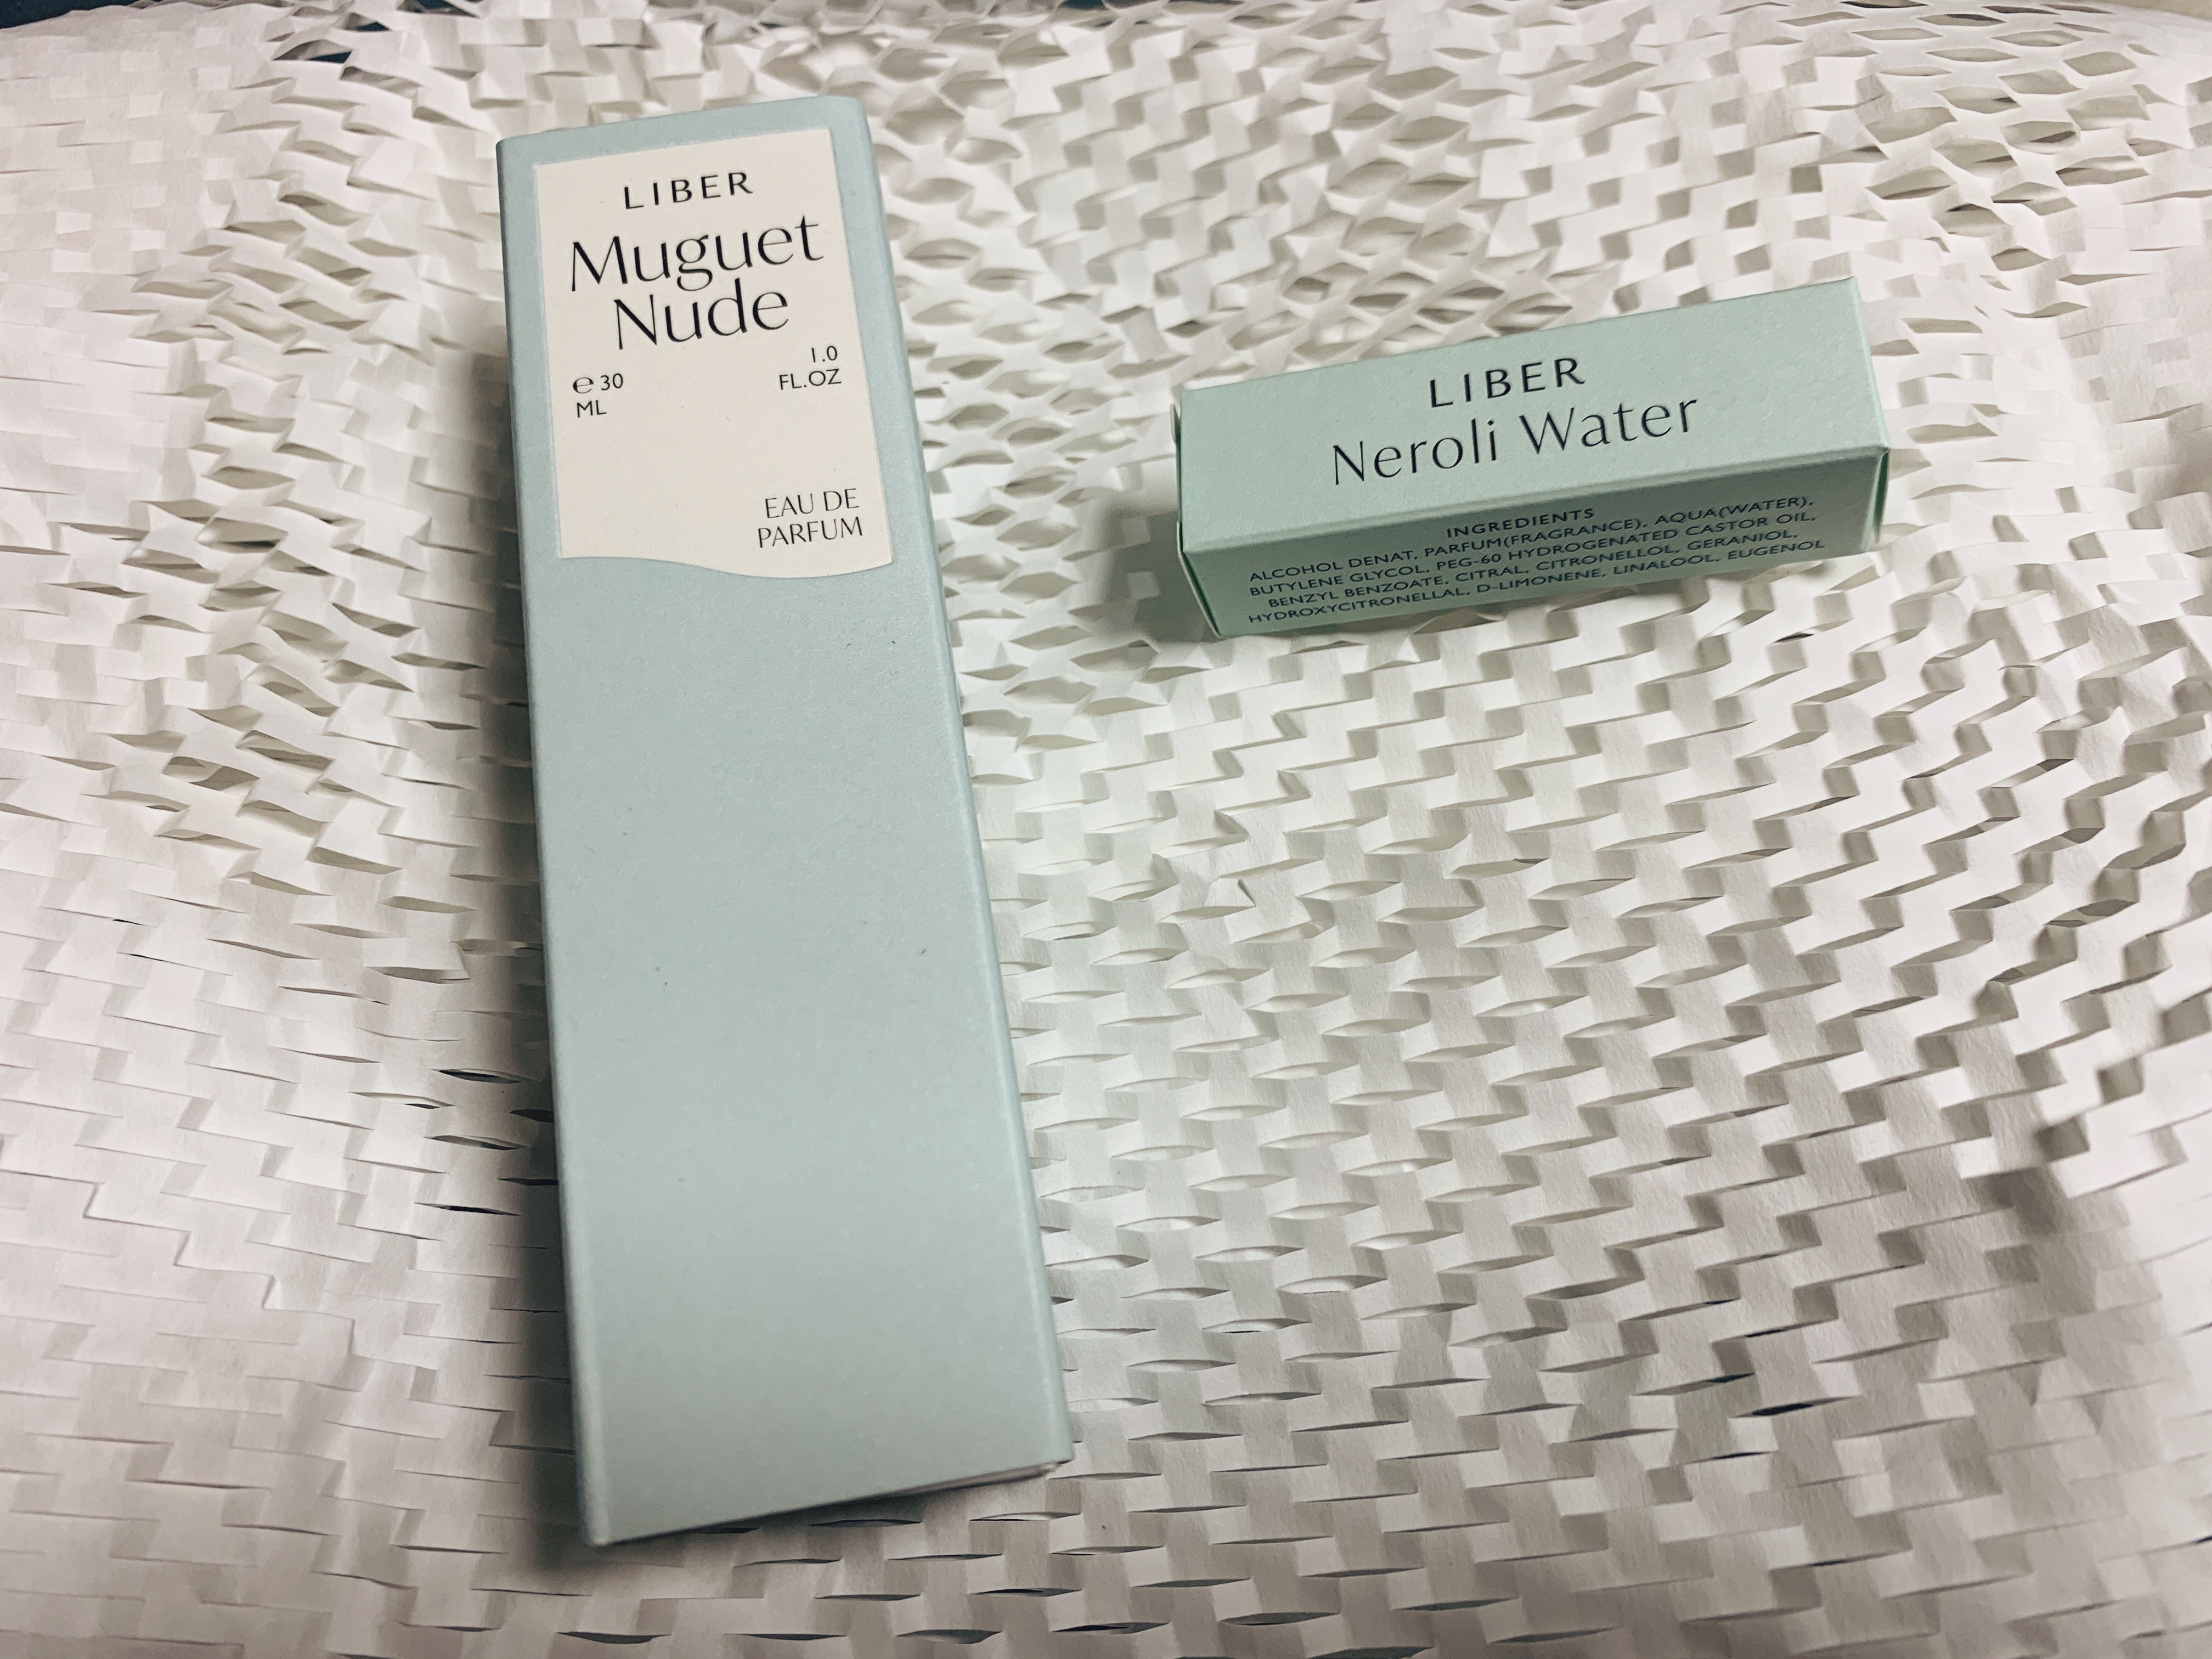 LIBER
Muguet
Nude
℮ 30
ML
1.0
FL.OZ
EAU DE
PARFUM
LIBER
Neroli Water
INGREDIENTS
ALCOHOL DENAT, PARFUM(FRAGRANCE), AQUA(WATER),
BUTYLENE GLYCOL, PEG-60 HYDROGENATED CASTOR OIL,
BENZYL BENZOATE, CITRAL, CITRONELLOL, GERANIOL,
HYDROXYCITRONELLAL, D-LIMONENE, LINALOOL, EUGENOL